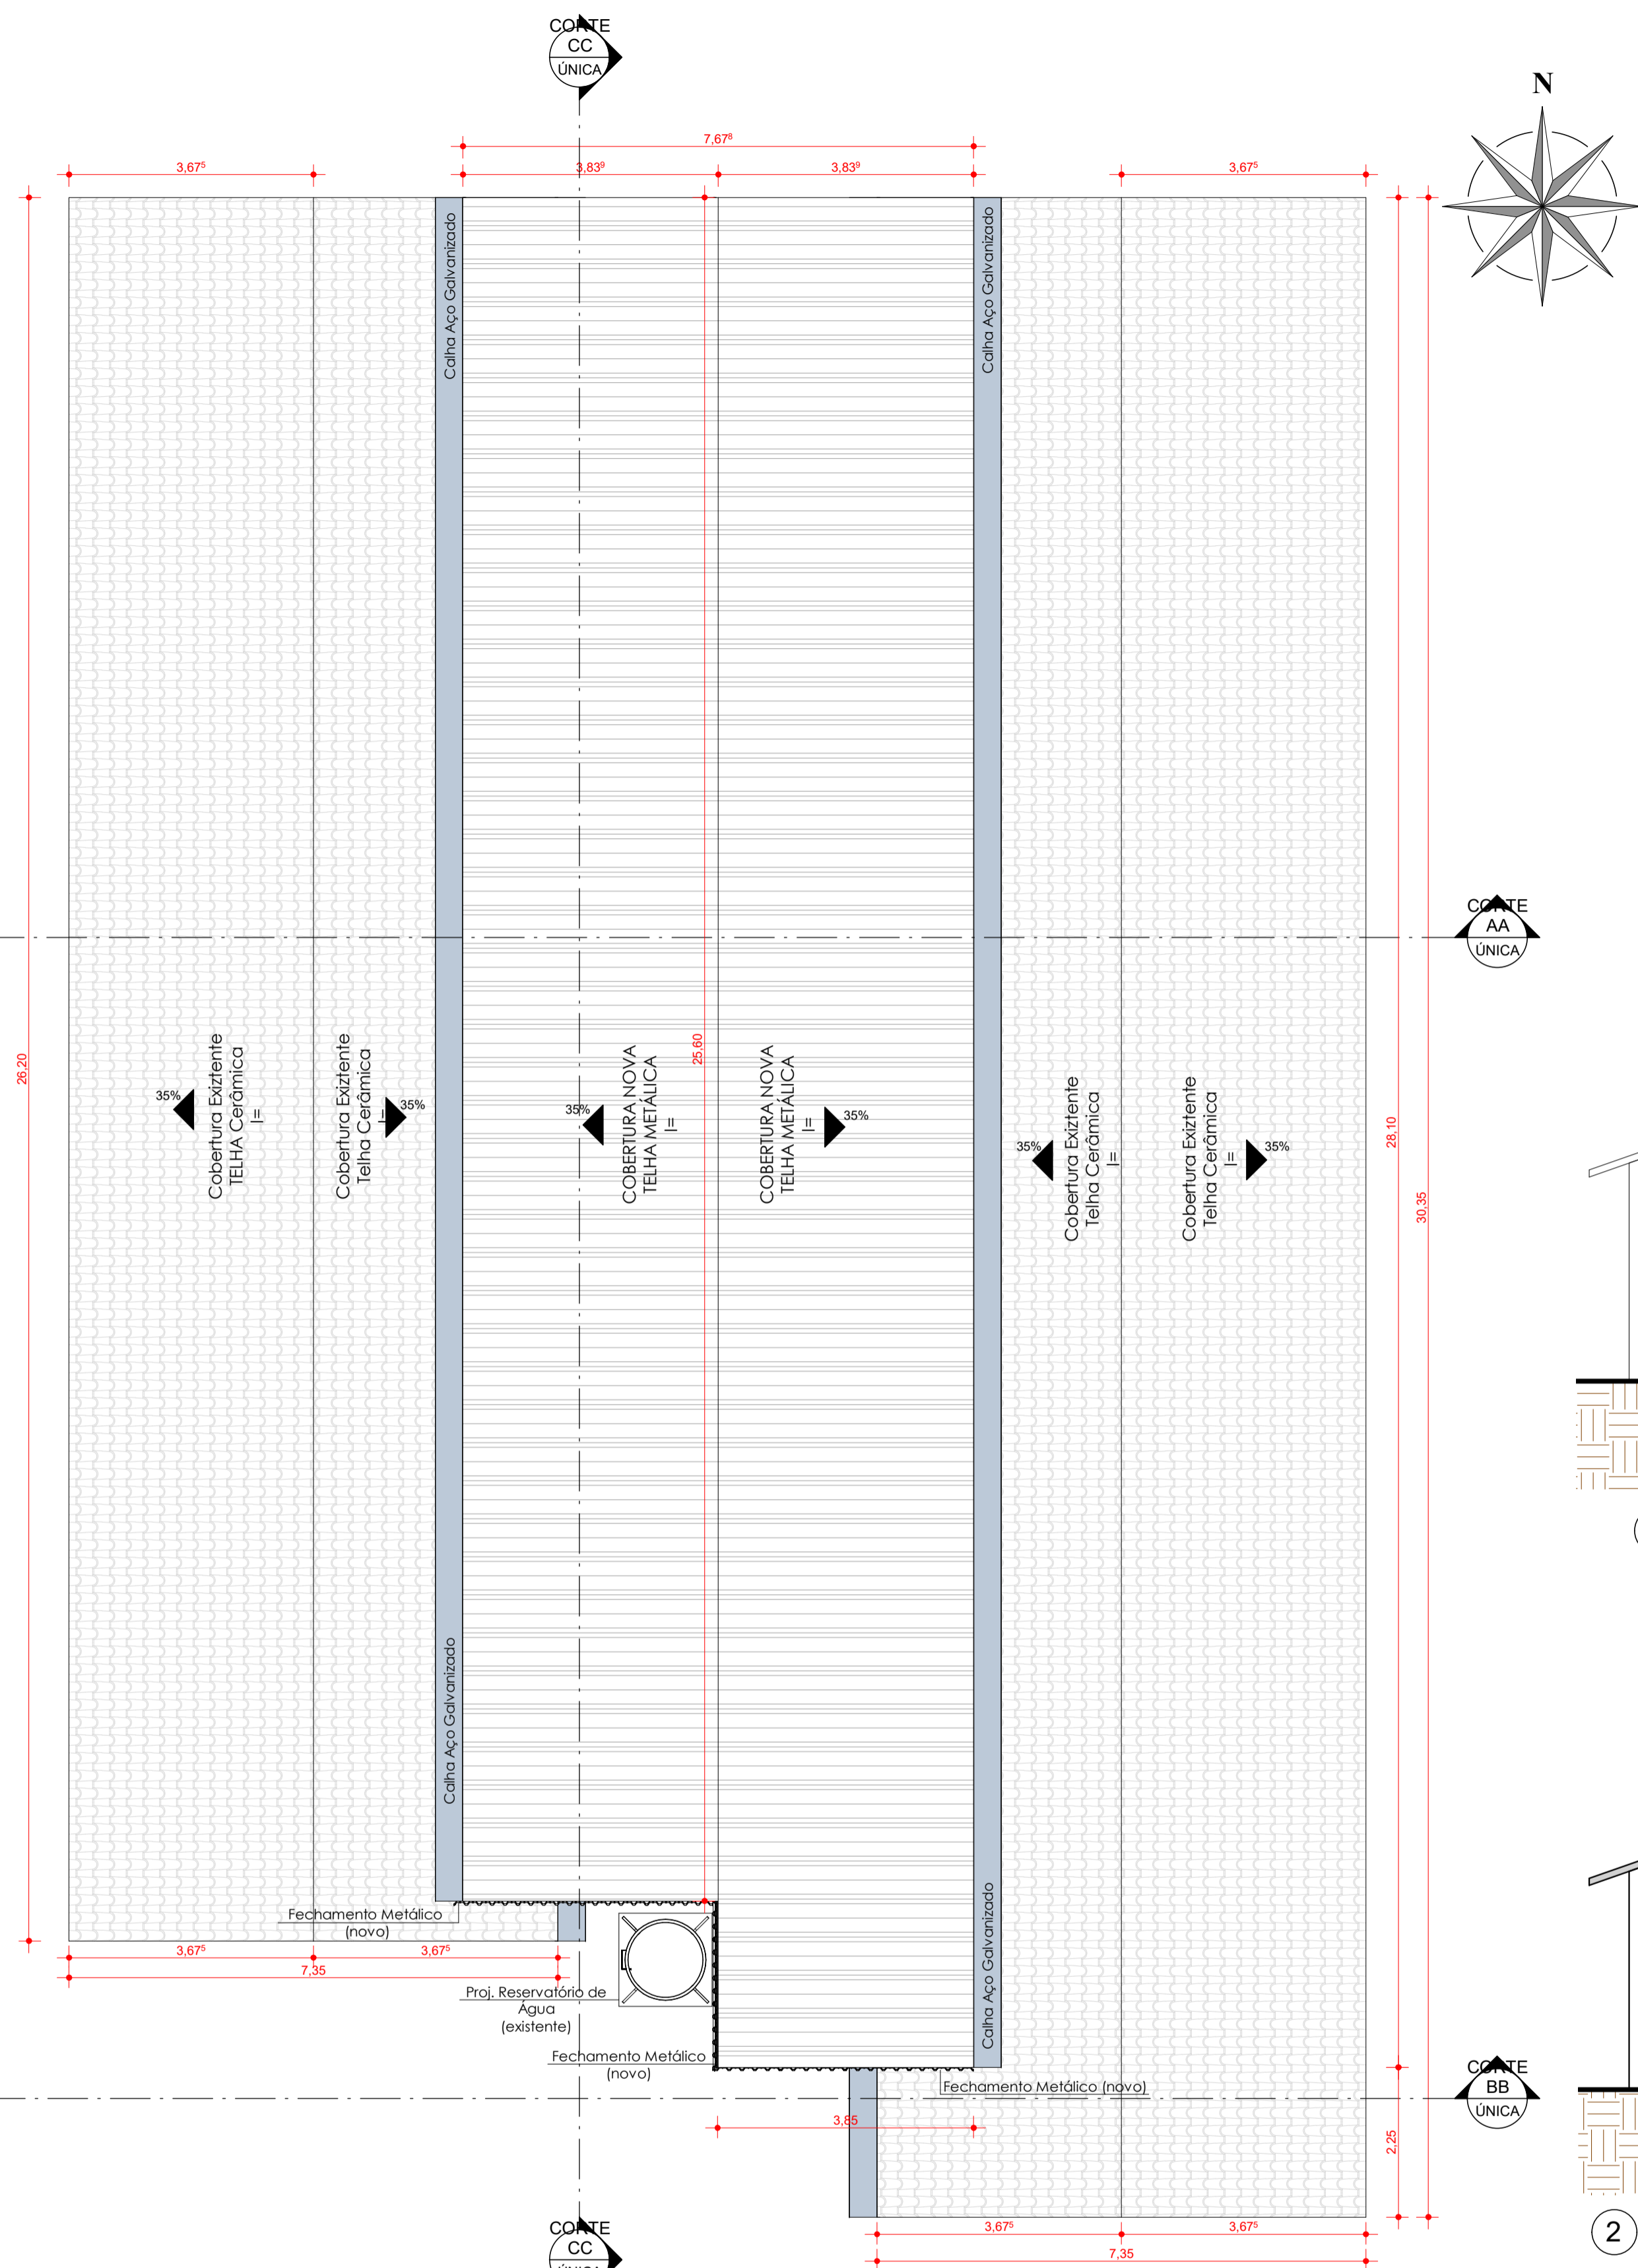 CORTE
CC
ÚNICA
N
7,67⁸
3,67⁵
3,83⁹
3,83⁹
3,67⁵
Calha Aço Galvanizado
Calha Aço Galvanizado
CORTE
AA
ÚNICA
26,20
35%
Cobertura Exiztente
TELHA Cerâmica
I=
Cobertura Exiztente
Telha Cerâmica
I=
35%
35%
COBERTURA NOVA
TELHA METÁLICA
I=
25,60
COBERTURA NOVA
TELHA METÁLICA
I=
35%
35%
Cobertura Exiztente
Telha Cerâmica
I=
Cobertura Exiztente
Telha Cerâmica
I=
35%
28,10
30,35
Calha Aço Galvanizado
Calha Aço Galvanizado
Fechamento Metálico
(novo)
3,67⁵
3,67⁵
7,35
Proj. Reservatório de
Água
(existente)
Fechamento Metálico
(novo)
Fechamento Metálico (novo)
CORTE
BB
ÚNICA
3,85
2,25
3,67⁵
3,67⁵
7,35
CORTE
CC
ÚNICA
2